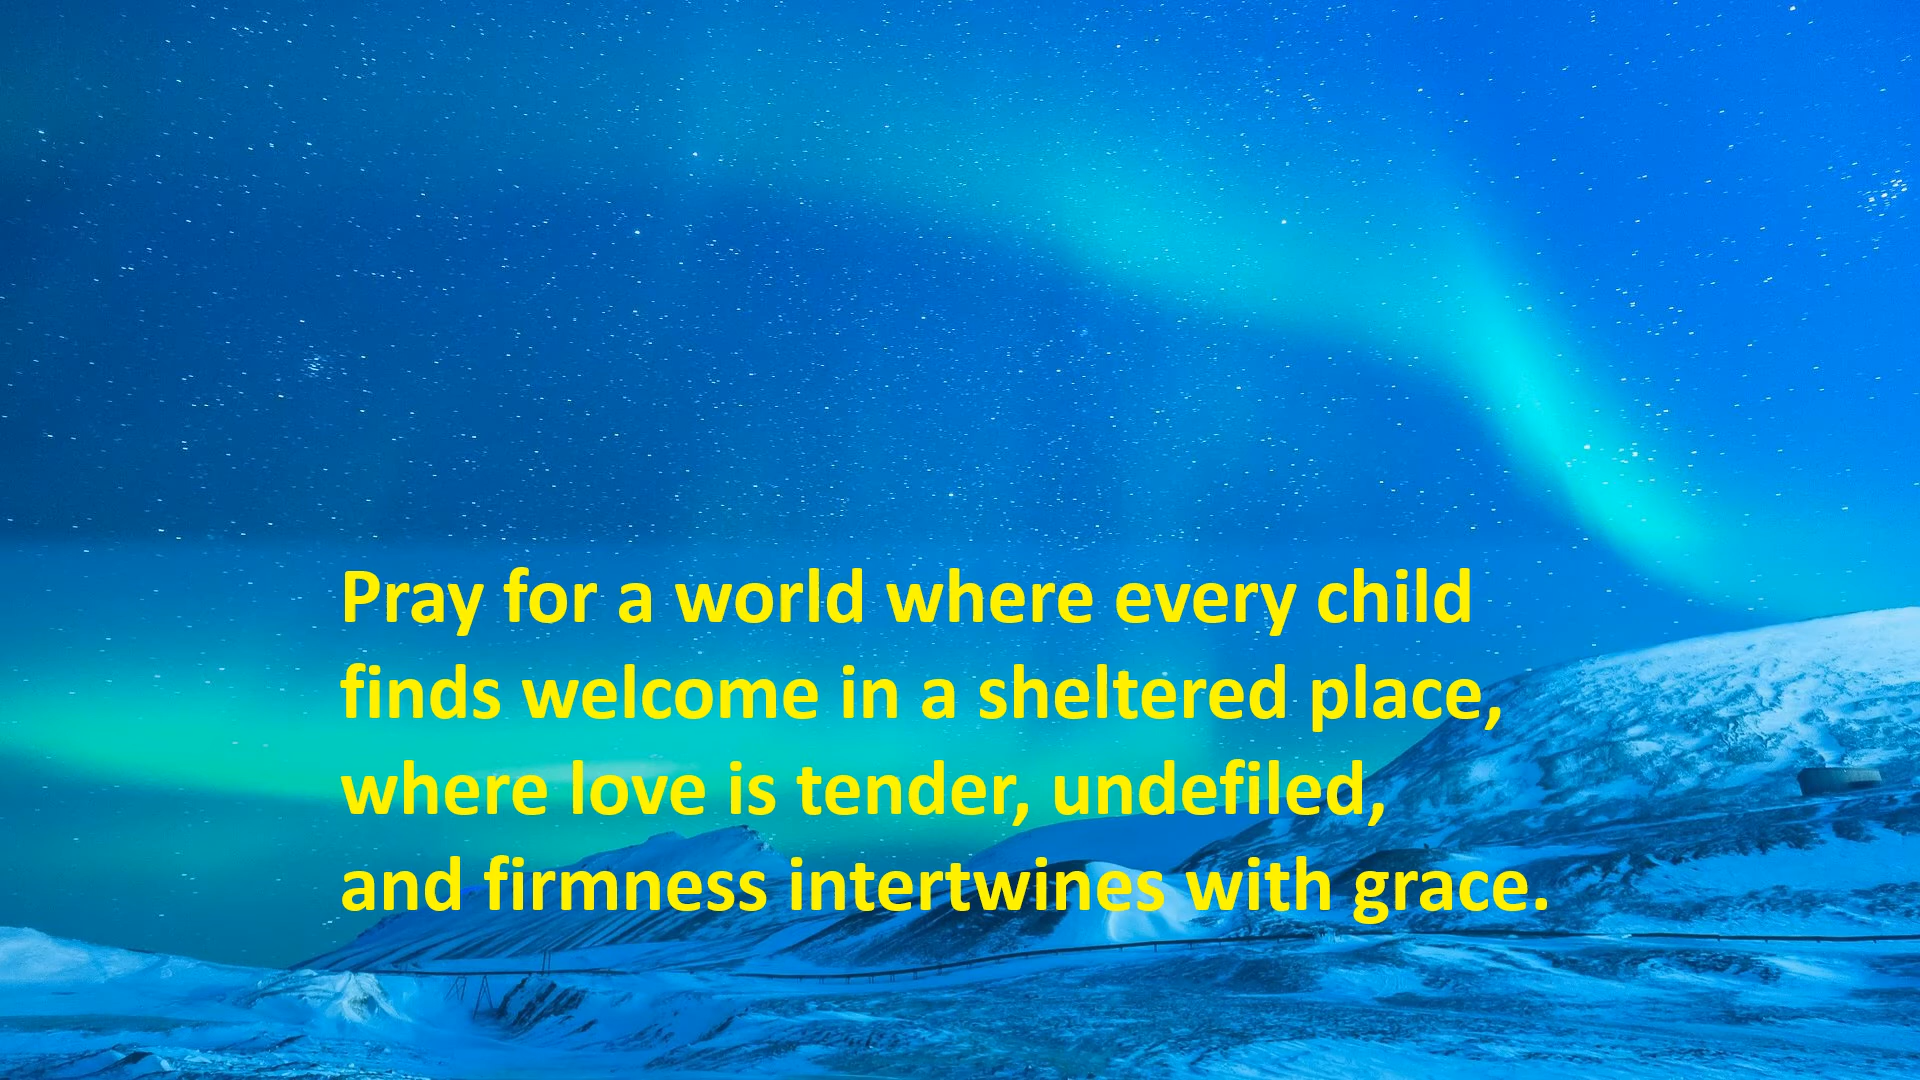 Pray for a world where every child
finds welcome in a sheltered place,
where love is tender, undefiled,
and firmness intertwines with grace.